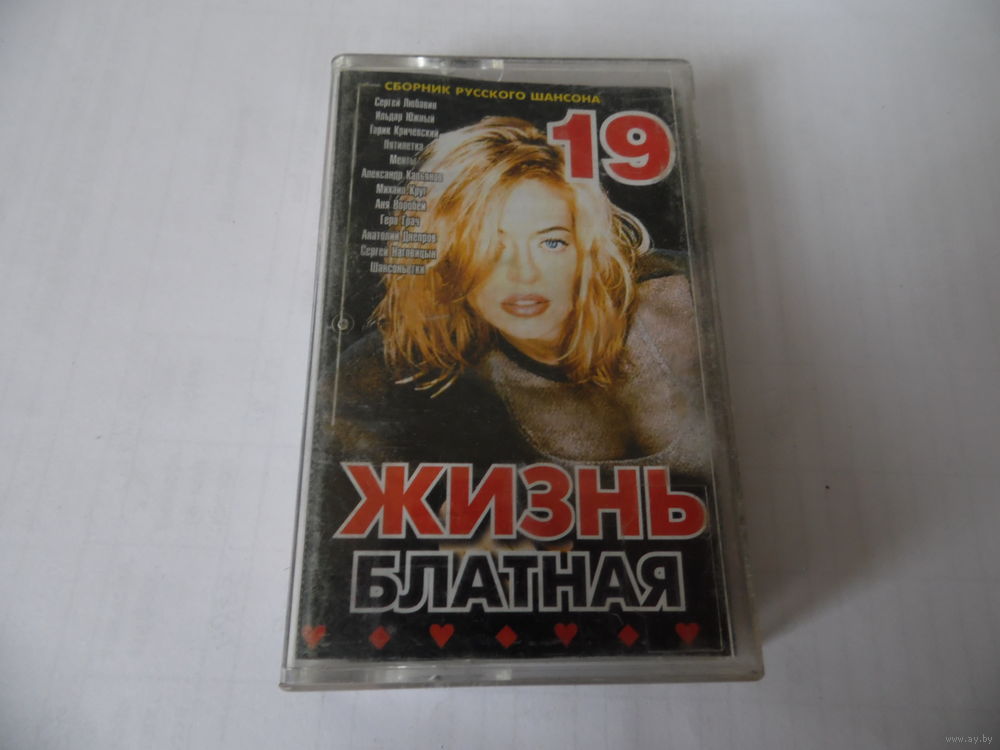 СБОРНИК РУССКОГО ШАНСОНА
19
Сергей Любавин
Ильдар Южный
Гарик Кричевский
Пятилетка
Менты
Александр Кальянов
Михаил Круг
Аня Воробей
Гера Грач
Анатолий Днепров
Сергей Наговицын
Шансоньетки
ЖИЗНЬ
БЛАТНАЯ
www.ay.by